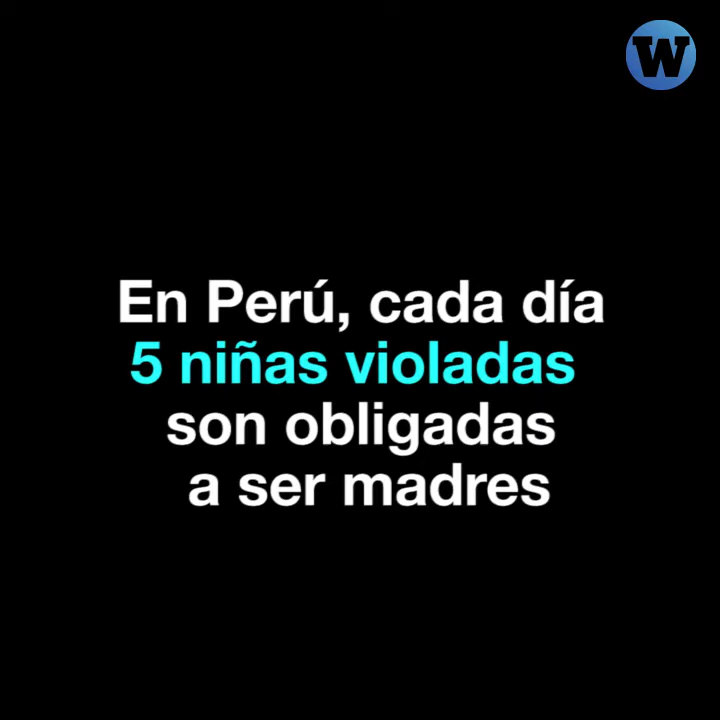 W
En Perú, cada día
5 niñas violadas
son obligadas
a ser madres